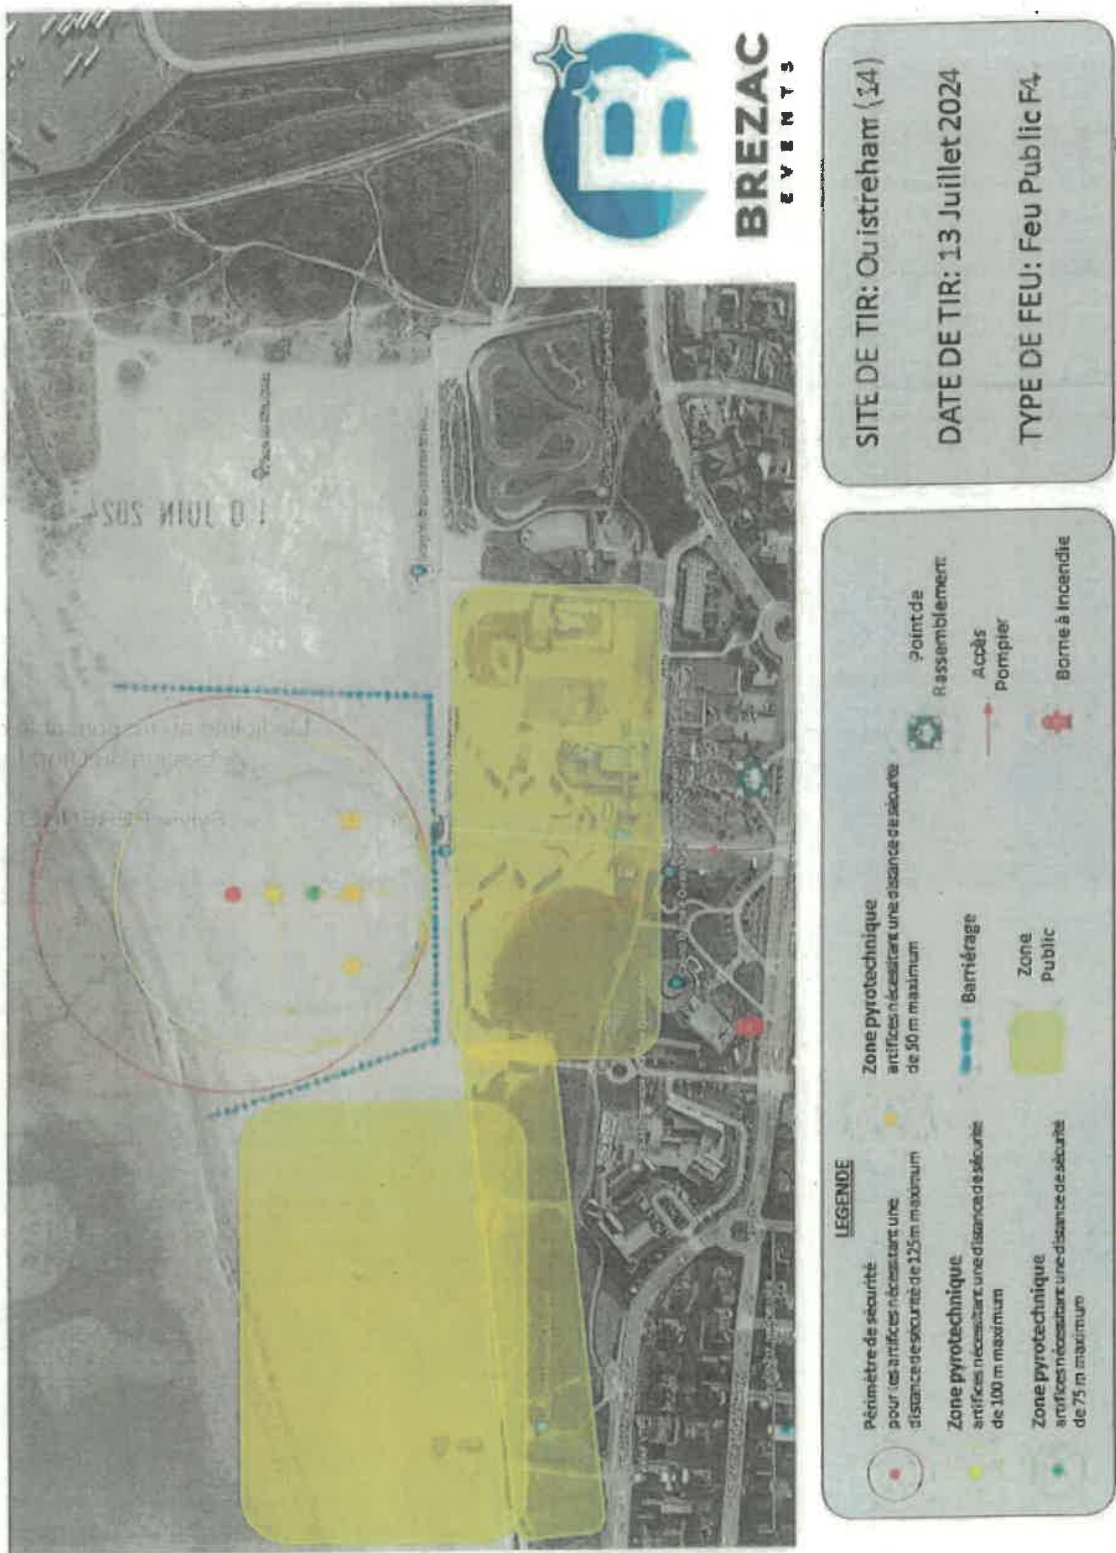 BREZAC
EVENTS
SITE DE TIR: Ouistreham (14)
DATE DE TIR: 13 Juillet 2024
TYPE DE FEU: Feu Public F4
LEGENDE
Périmètre de sécurité
pour les artifices nécessitant une
distance de sécurité de 125m maximum
Zone pyrotechnique
artifices nécessitant une distance de sécurité
de 100 m maximum
Zone pyrotechnique
artifices nécessitant une distance de sécurité
de 75 m maximum
Zone pyrotechnique
artifices nécessitant une distance de sécurité
de 50 m maximum
Barriérage
Zone
Public
Point de
Rassemblement
Accès
Pompier
Borne à Incendie
1 0 JUIN 2024